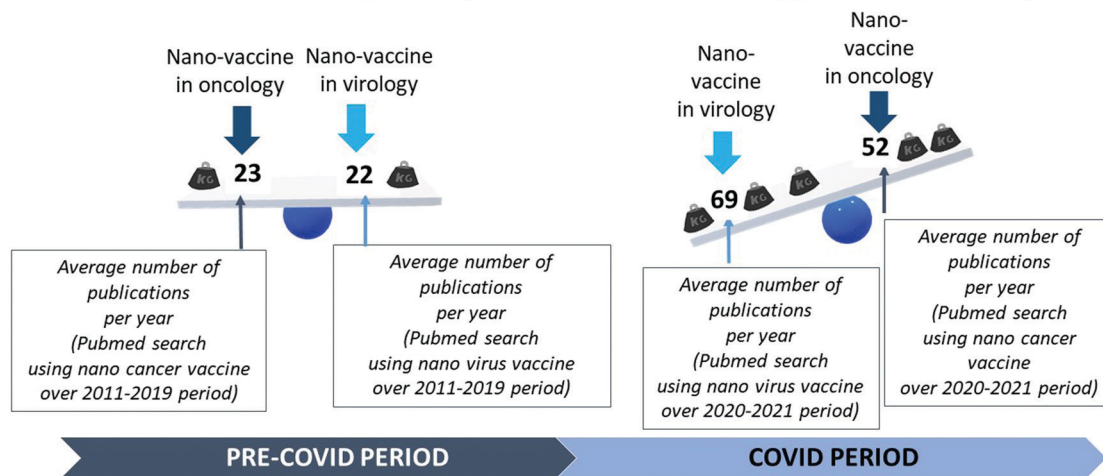 Nano-vaccine
in oncology
Nano-vaccine
in virology
KG
23
22
KG
Average number of
publications
per year
(Pubmed search
using nano cancer vaccine
over 2011-2019 period)
Average number of
publications
per year
(Pubmed search
using nano virus vaccine
over 2011-2019 period)
Nano-
vaccine
in virology
Nano-
vaccine
in oncology
KG
69
KG
KG
52
KG
KG
Average number of
publications
per year
(Pubmed search
using nano virus vaccine
over 2020-2021 period)
Average number of
publications
per year
(Pubmed search
using nano cancer
vaccine
over 2020-2021 period)
PRE-COVID PERIOD
COVID PERIOD